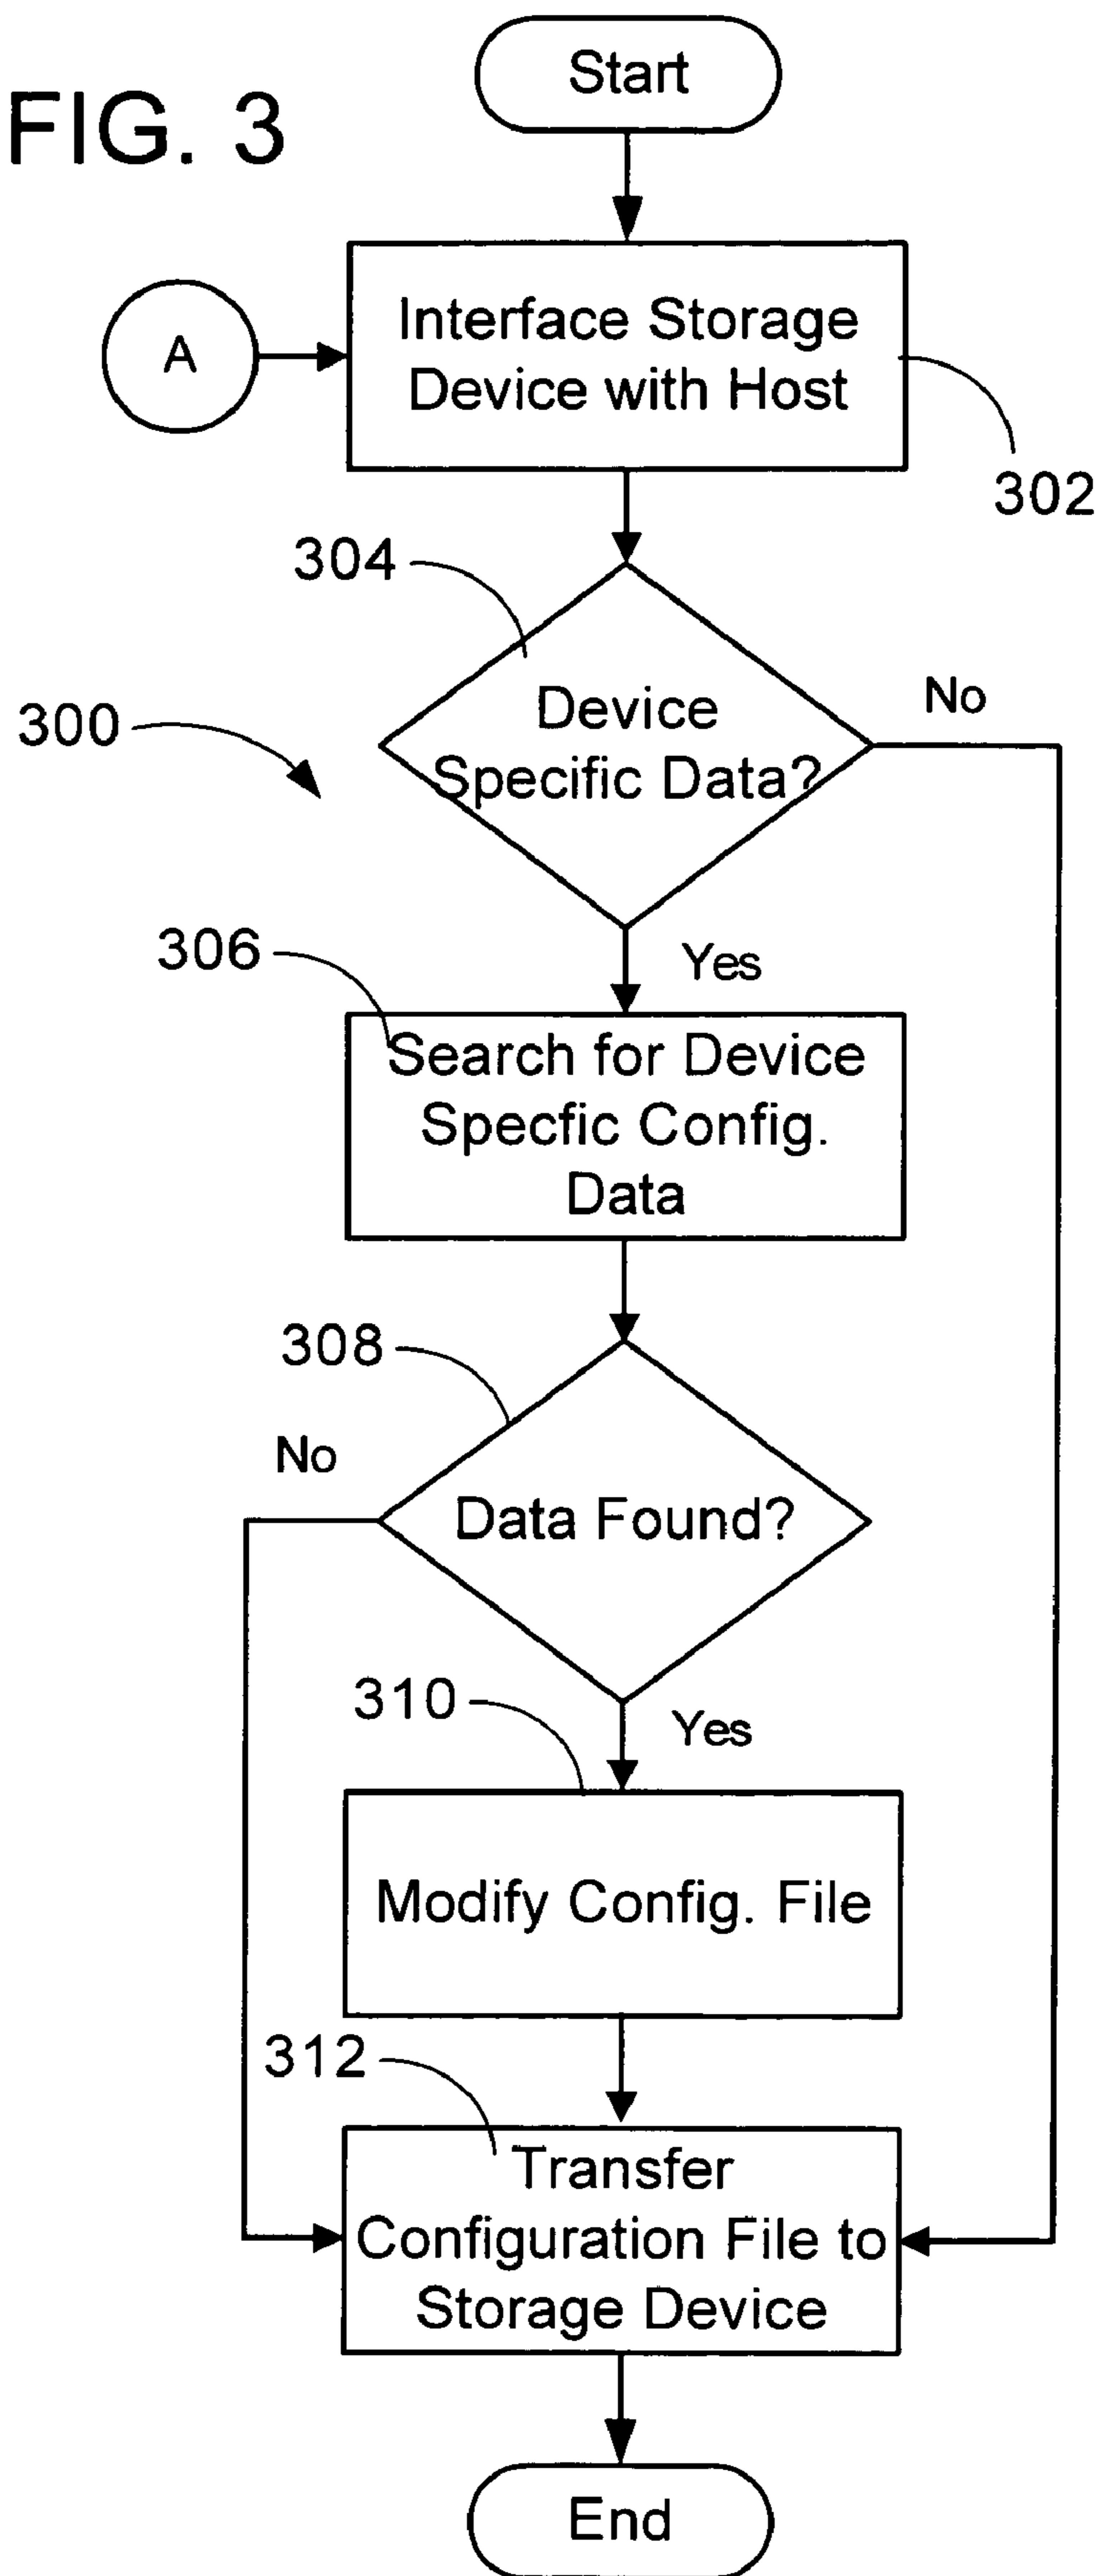 Start
FIG. 3
Interface Storage
Device with Host
A
302
304
Device
Specific Data?
No
300
306
Yes
Search for Device
Specfic Config.
Data
308
No
Data Found?
310
Yes
Modify Config. File
312
Transfer
Configuration File to
Storage Device
End